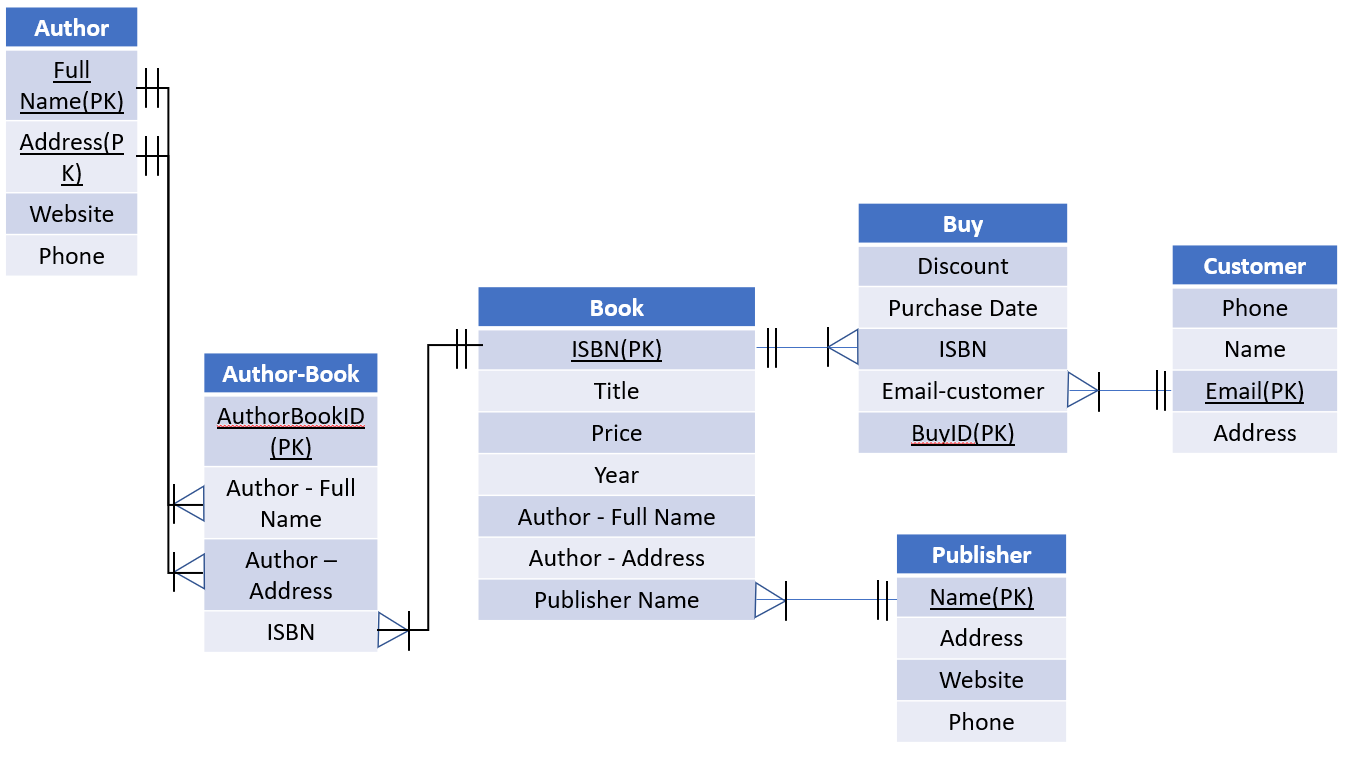 Author
Full
Name(PK)
Address(P
K)
Website
Phone
Author-Book
AuthorBookID
(PK)
Author - Full
Name
Author –
Address
ISBN
Book
ISBN(PK)
Title
Price
Year
Author - Full Name
Author - Address
Publisher Name
Buy
Discount
Purchase Date
ISBN
Email-customer
BuyID(PK)
Customer
Phone
Name
Email(PK)
Address
Publisher
Name(PK)
Address
Website
Phone